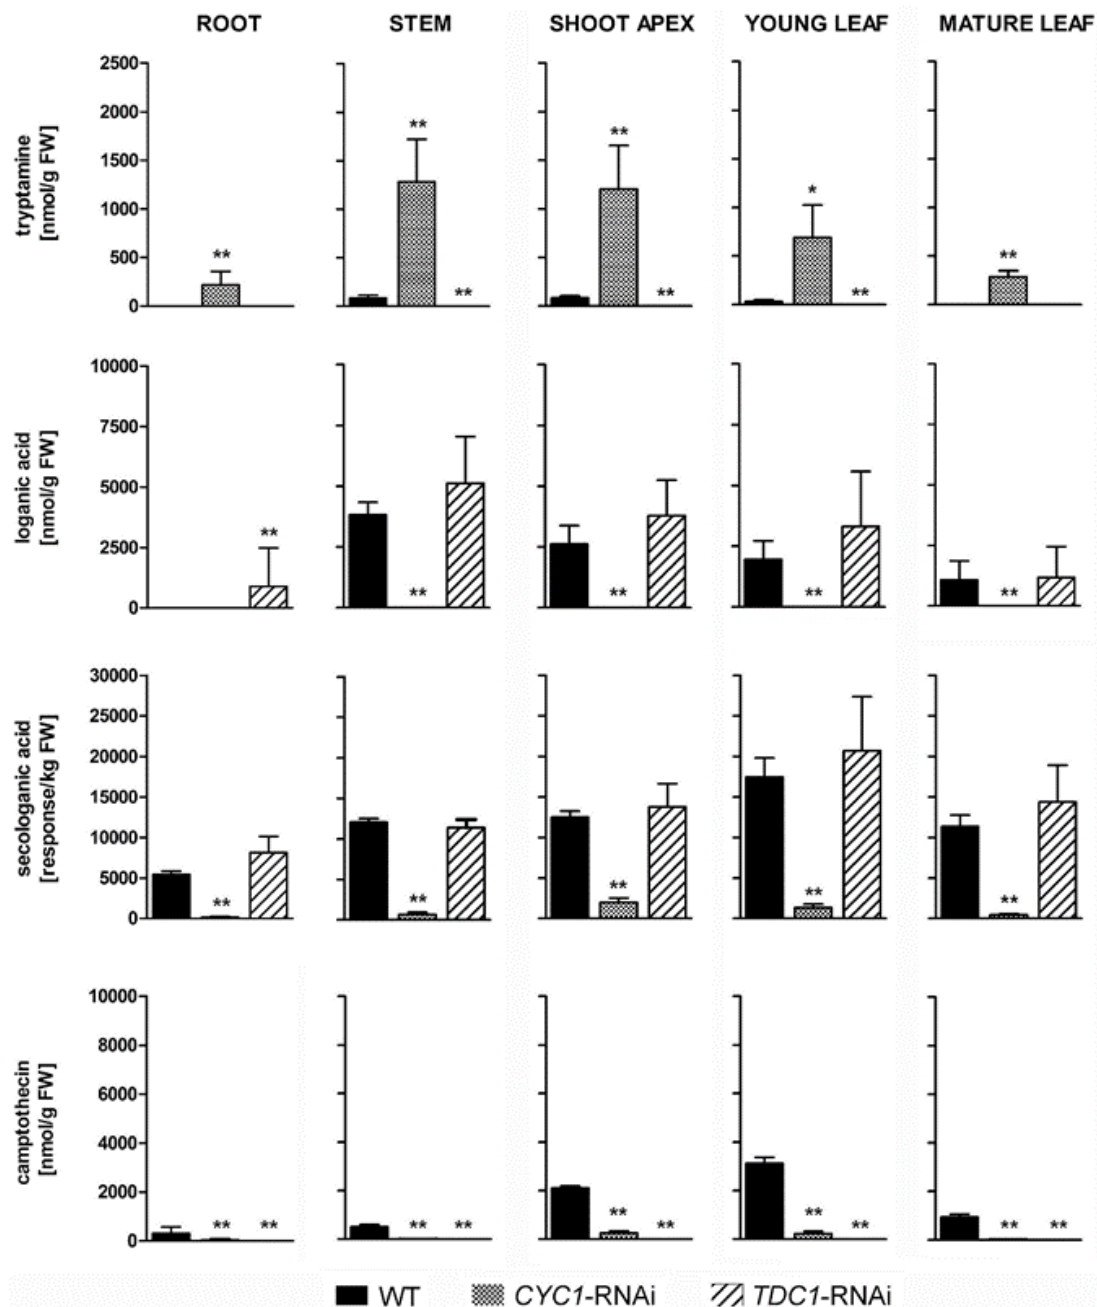 ROOT STEM SHOOT APEX YOUNG LEAF MATURE LEAF
tryptamine
[nmol/g FW]
2500
2000
1500
1000
500
0
** ** ** ** ** * ** **
loganic acid
[nmol/g FW]
10000
7500
5000
2500
0
** ** ** ** **
secologanic acid
[response/kg FW]
30000
25000
20000
15000
10000
5000
0
** ** ** ** **
camptothecin
[nmol/g FW]
10000
8000
6000
4000
2000
0
** ** ** ** ** ** ** ** ** **
WT CYC1-RNAi TDC1-RNAi